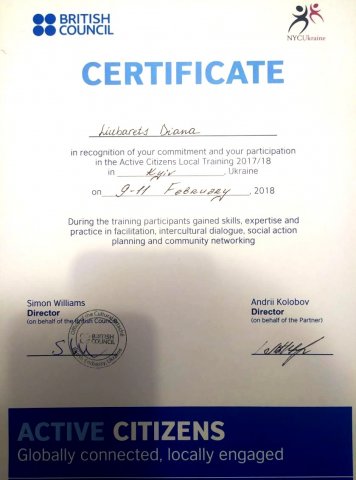 BRITISH
COUNCIL
NYCUkraine
CERTIFICATE
Liubarets Diana
in recognition of your commitment and your participation
in the Active Citizens Local Training 2017/18
in Kyiv, Ukraine
on 9-11 February, 2018
During the training participants gained skills, expertise and
practice in facilitation, intercultural dialogue, social action
planning and community networking
Simon Williams
Director
(on behalf of the British Council)
Andrii Kolobov
Director
(on behalf of the Partner)
BRITISH
COUNCIL
ACTIVE CITIZENS
Globally connected, locally engaged